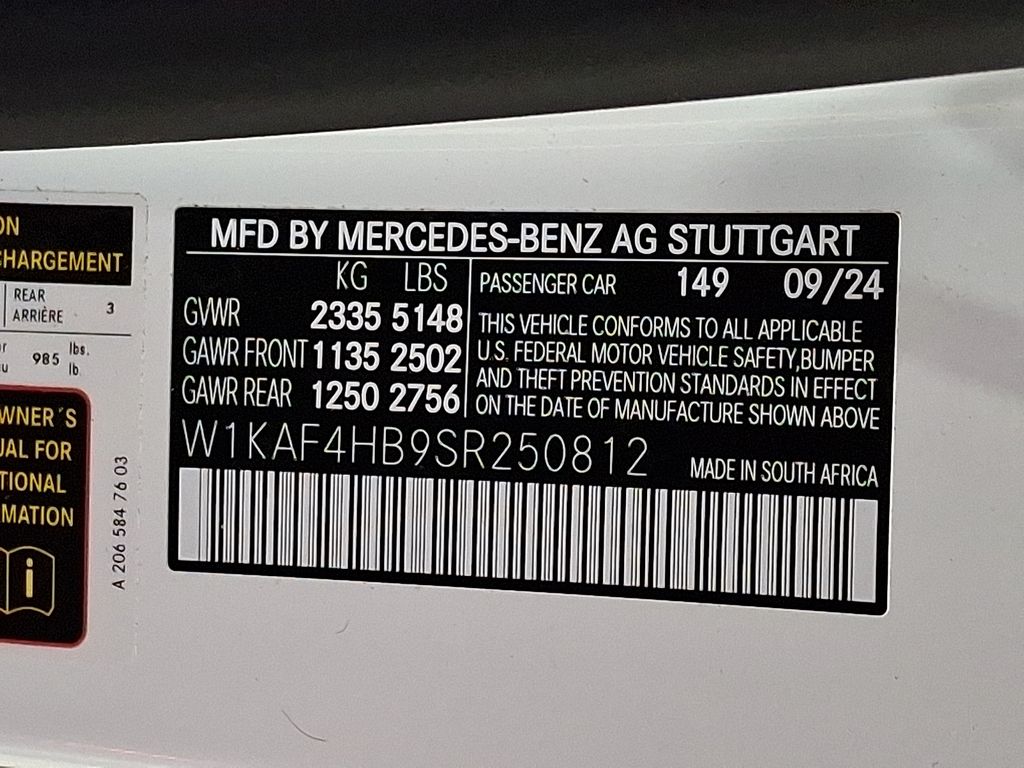 ON
CHARGEMENT
REAR
ARRIÈRE 3
985 lbs.
lb.
WNER´S
UAL FOR
TIONAL
MATION
i
A 206 584 76 03
MFD BY MERCEDES-BENZ AG STUTTGART
KG LBS
GVWR 2335 5148
GAWR FRONT 1135 2502
GAWR REAR 1250 2756
PASSENGER CAR 149 09/24
THIS VEHICLE CONFORMS TO ALL APPLICABLE
U.S. FEDERAL MOTOR VEHICLE SAFETY,BUMPER
AND THEFT PREVENTION STANDARDS IN EFFECT
ON THE DATE OF MANUFACTURE SHOWN ABOVE
W1KAF4HB9SR250812
MADE IN SOUTH AFRICA